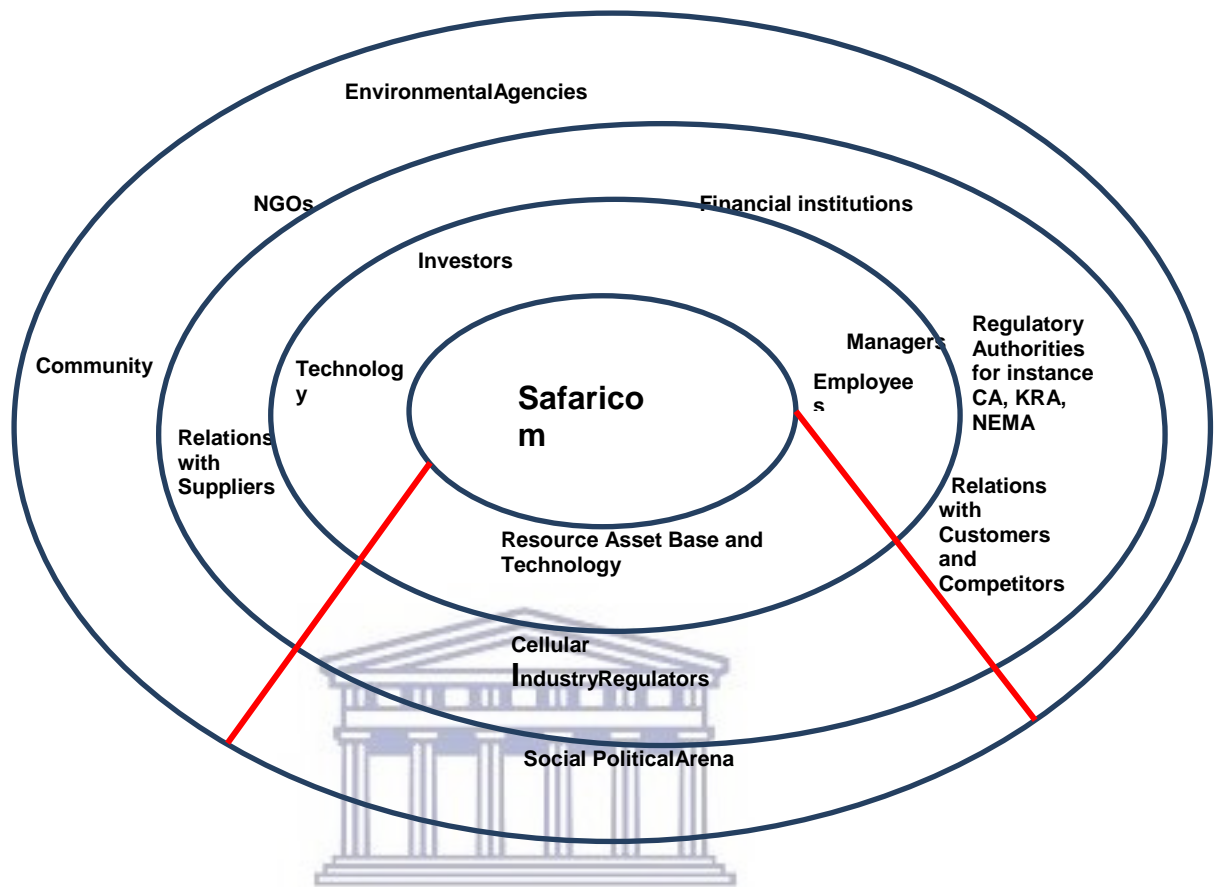 EnvironmentalAgencies
NGOs
Financial institutions
Investors
Regulatory
Authorities
for instance
CA, KRA,
NEMA
Managers
Community
Technolog
y
Employee
s
Safarico
m
Relations
with
Suppliers
Relations
with
Customers
and
Competitors
Resource Asset Base and
Technology
Cellular
IndustryRegulators
Social PoliticalArena